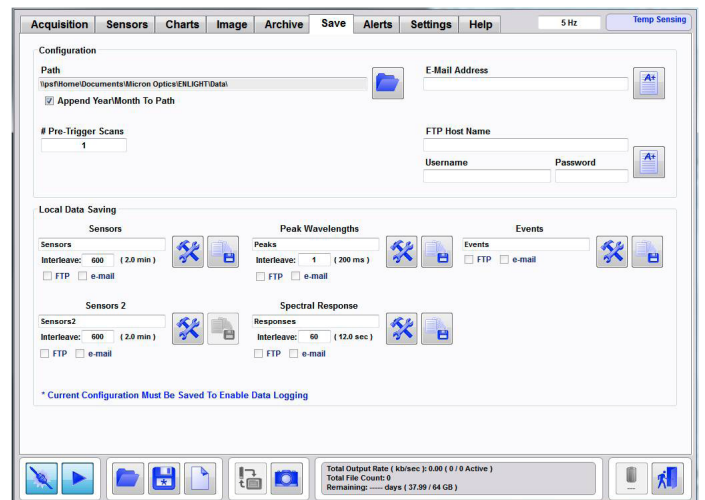 Acquisition Sensors Charts Image Archive Save Alerts Settings Help 5 Hz Temp Sensing
Configuration
Path
\\psf\Home\Documents\Micron Optics\ENLIGHT\Data\
Append Year\Month To Path
# Pre-Trigger Scans
1
E-Mail Address
A+
FTP Host Name
Username Password
A+
Local Data Saving
Sensors
Sensors
Interleave: 600 ( 2.0 min )
FTP e-mail
Peak Wavelengths
Peaks
Interleave: 1 ( 200 ms )
FTP e-mail
Events
Events
FTP e-mail
Sensors 2
Sensors2
Interleave: 600 ( 2.0 min )
FTP e-mail
Spectral Response
Responses
Interleave: 60 ( 12.0 sec )
FTP e-mail
* Current Configuration Must Be Saved To Enable Data Logging
Total Output Rate ( kb/sec ): 0.00 ( 0 / 0 Active )
Total File Count: 0
Remaining: ----- days ( 37.99 / 64 GB )